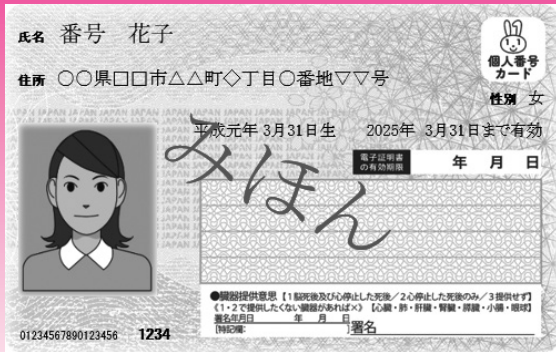 氏名 番号 花子
個人番号
カード
住所 ○○県□□市△△町◇丁目○番地▽▽号
性別 女
平成元年 3月31日生 2025年 3月31日まで有効
電子証明書
の有効期限
年 月 日
みほん
●臓器提供意思【1脳死後及び心停止した死後/2心停止した死後のみ/3提供せず】
《1・2で提供したくない臓器があれば×》【心臓・肺・肝臓・腎臓・膵臓・小腸・眼球】
署名年月日 年 月 日
[特記欄: ]署名
01234567890123456 1234